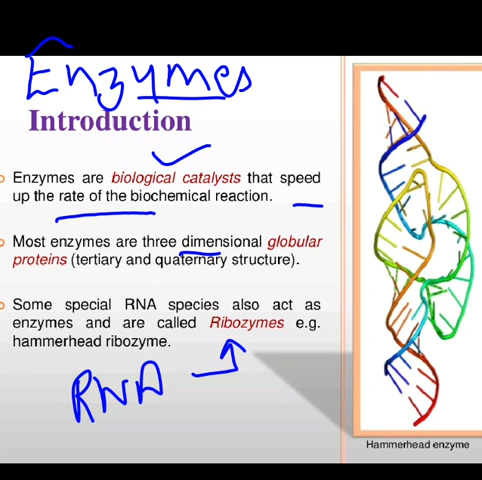 Enzymes
Introduction
Enzymes are biological catalysts that speed
up the rate of the biochemical reaction.
Most enzymes are three dimensional globular
proteins (tertiary and quaternary structure).
Some special RNA species also act as
enzymes and are called Ribozymes e.g.
hammerhead ribozyme.
RNA
Hammerhead enzyme